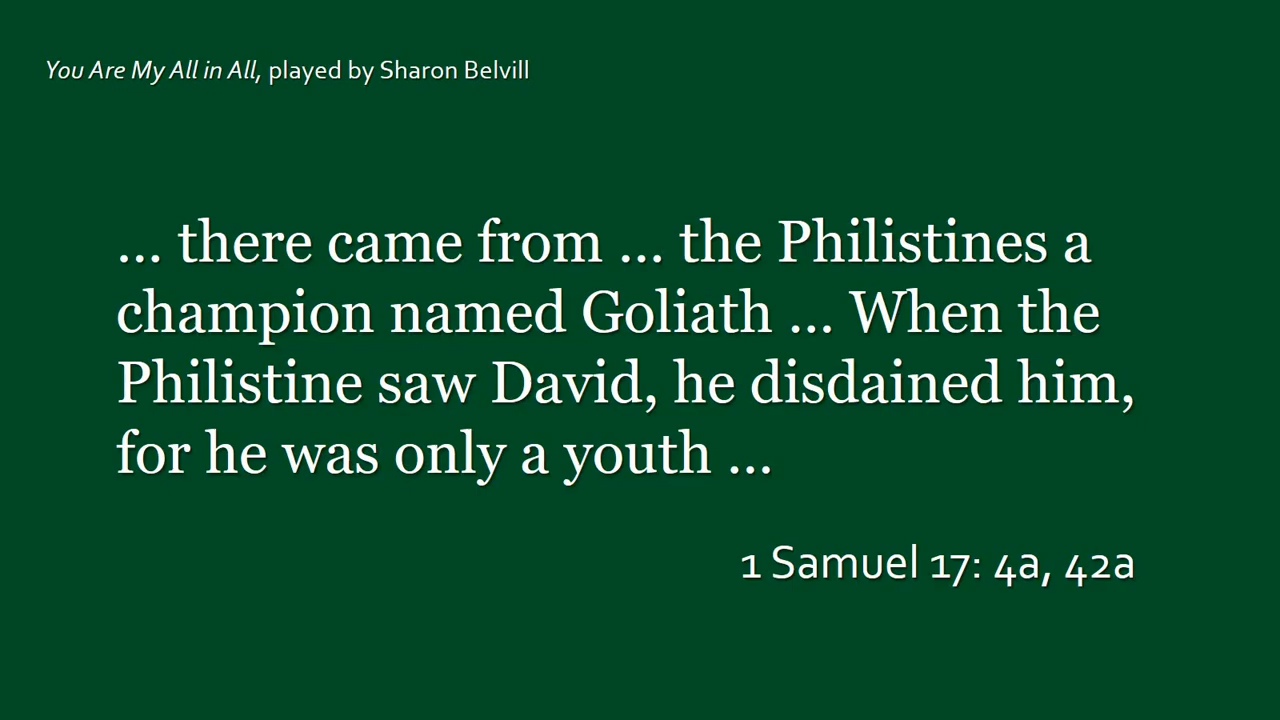 You Are My All in All, played by Sharon Belvill
... there came from ... the Philistines a
champion named Goliath ... When the
Philistine saw David, he disdained him,
for he was only a youth ...
1 Samuel 17: 4a, 42a